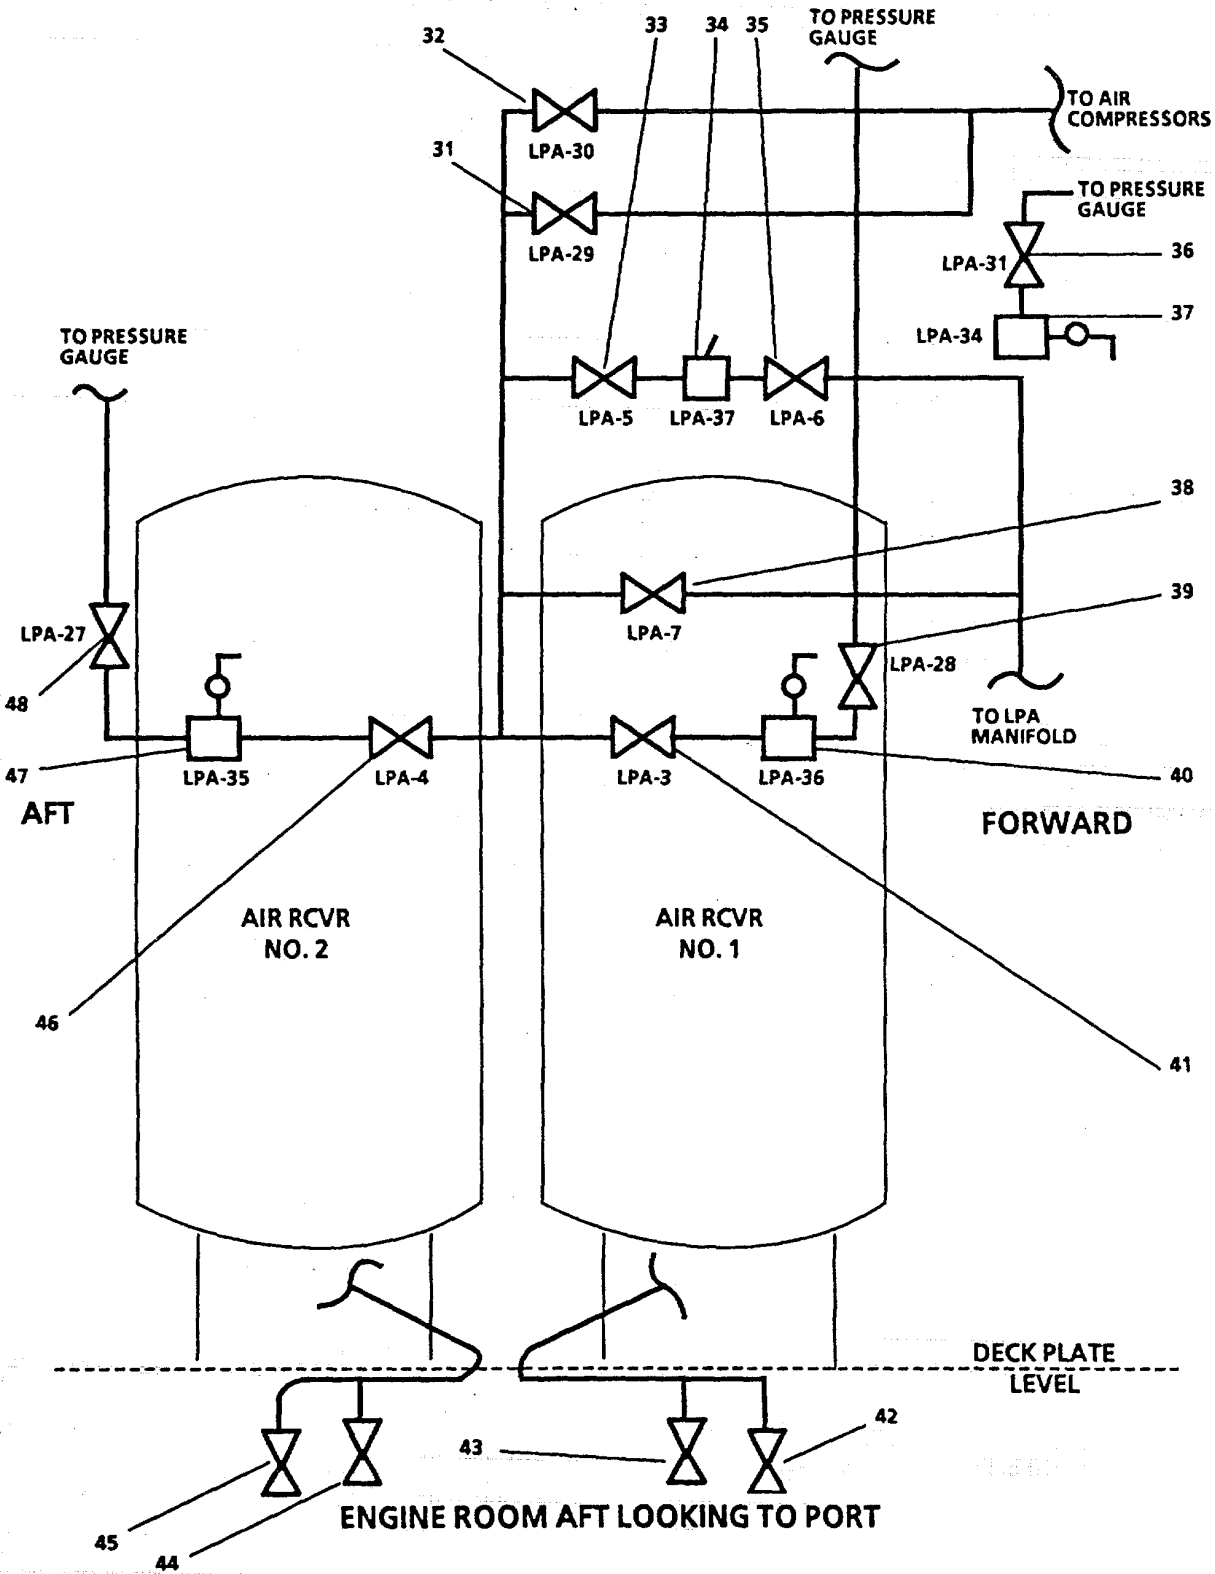 TO PRESSURE
GAUGE
32
33
34
35
TO AIR
COMPRESSORS
LPA-30
31
TO PRESSURE
GAUGE
LPA-29
LPA-31
36
37
LPA-34
TO PRESSURE
GAUGE
LPA-5
LPA-37
LPA-6
38
39
LPA-27
LPA-7
LPA-28
48
TO LPA
MANIFOLD
47
LPA-35
LPA-4
LPA-3
LPA-36
40
AFT
FORWARD
AIR RCVR
NO. 2
AIR RCVR
NO. 1
46
41
DECK PLATE
LEVEL
42
43
45
44
ENGINE ROOM AFT LOOKING TO PORT